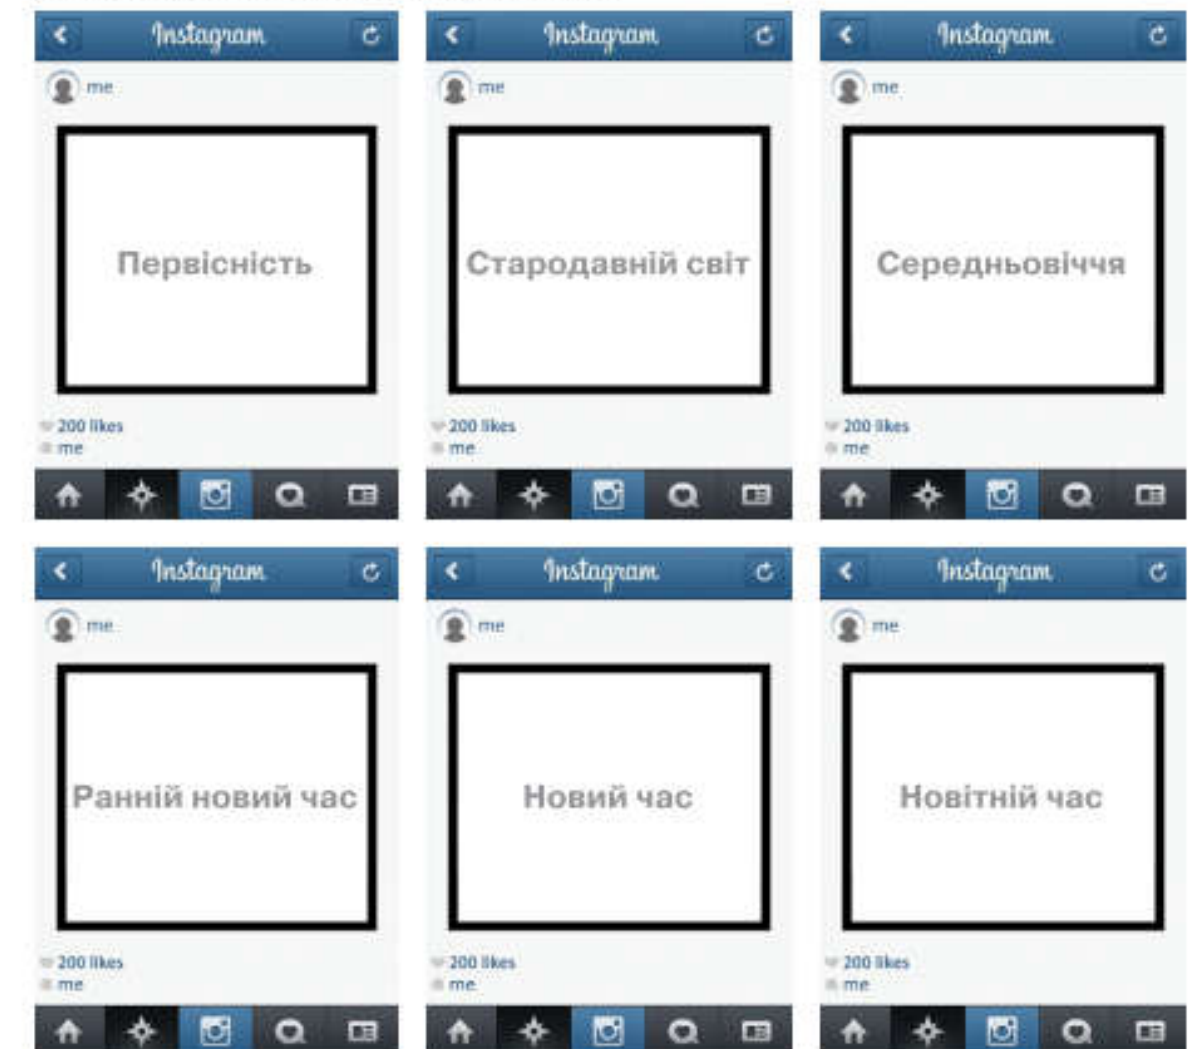 Instagram
me
Первісність
200 likes
me
Instagram
me
Стародавній світ
200 likes
me
Instagram
me
Середньовіччя
200 likes
me
Instagram
me
Ранній новий час
200 likes
me
Instagram
me
Новий час
200 likes
me
Instagram
me
Новітній час
200 likes
me